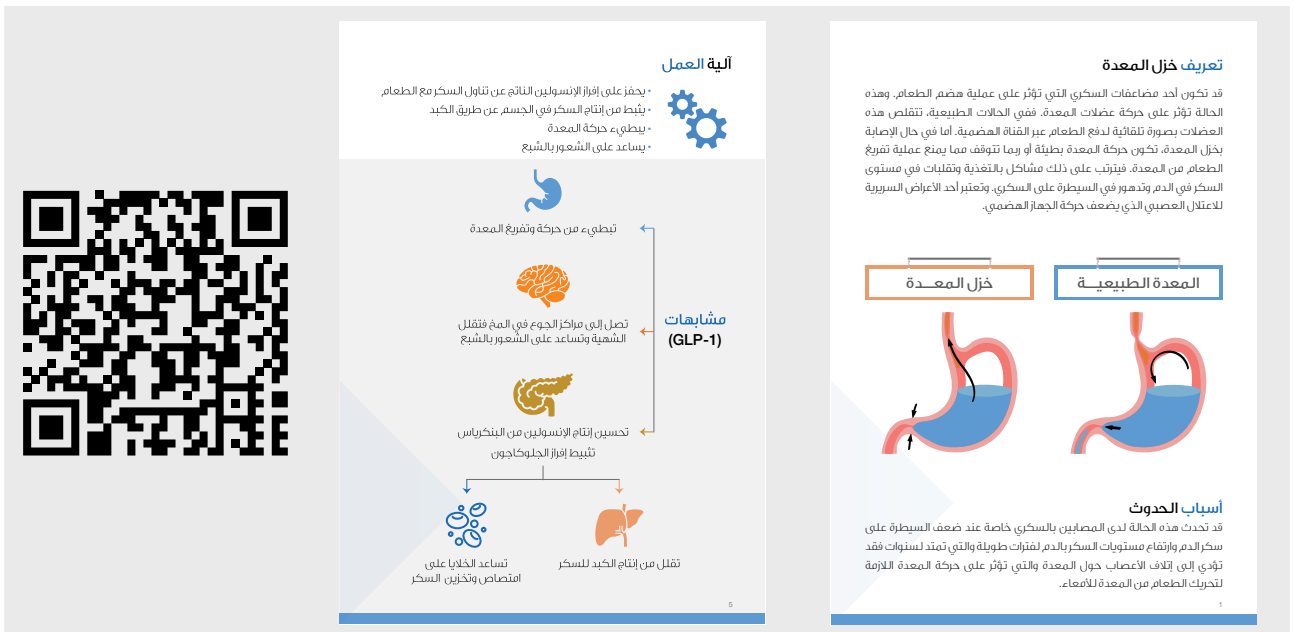 تعريف خزل المعدة
قد تكون أحد مضاعفات السكري التي تؤثر على عملية هضم الطعام. وهذه
الحالة تؤثر على حركة عضلات المعدة. ففي الحالات الطبيعية، تتقلص هذه
العضلات بصورة تلقائية لدفع الطعام عبر القناة الهضمية. أما في حال الإصابة
بخزل المعدة، تكون حركة المعدة بطيئة أو ربما تتوقف مما يمنع عملية تفريغ
الطعام من المعدة. فيترتب على ذلك مشاكل بالتغذية وتقلبات في مستوى
السكر في الدم وتدهور في السيطرة على السكري. وتعتبر أحد الأعراض السريرية
للاعتلال العصبي الذي يضعف حركة الجهاز الهضمي.
المعدة الطبيعيـــة
خزل المعـــدة
أسباب الحدوث
قد تحدث هذه الحالة لدى المصابين بالسكري خاصة عند ضعف السيطرة على
سكر الدم وارتفاع مستويات السكر بالدم لفترات طويلة والتي تمتد لسنوات فقد
تؤدي إلى إتلاف الأعصاب حول المعدة والتي تؤثر على حركة المعدة اللازمة
لتحريك الطعام من المعدة للأمعاء.
1
آلية العمل
• يحفز على إفراز الإنسولين الناتج عن تناول السكر مع الطعام
• يثبط من إنتاج السكر في الجسم عن طريق الكبد
• يبطيء حركة المعدة
• يساعد على الشعور بالشبع
تبطيء من حركة وتفريغ المعدة
مشابهات
(GLP-1)
تصل إلى مراكز الجوع في المخ فتقلل
الشهية وتساعد على الشعور بالشبع
تحسين إنتاج الإنسولين من البنكرياس
تثبيط إفراز الجلوكاجون
تقلل من إنتاج الكبد للسكر
تساعد الخلايا على
امتصاص وتخزين السكر
5